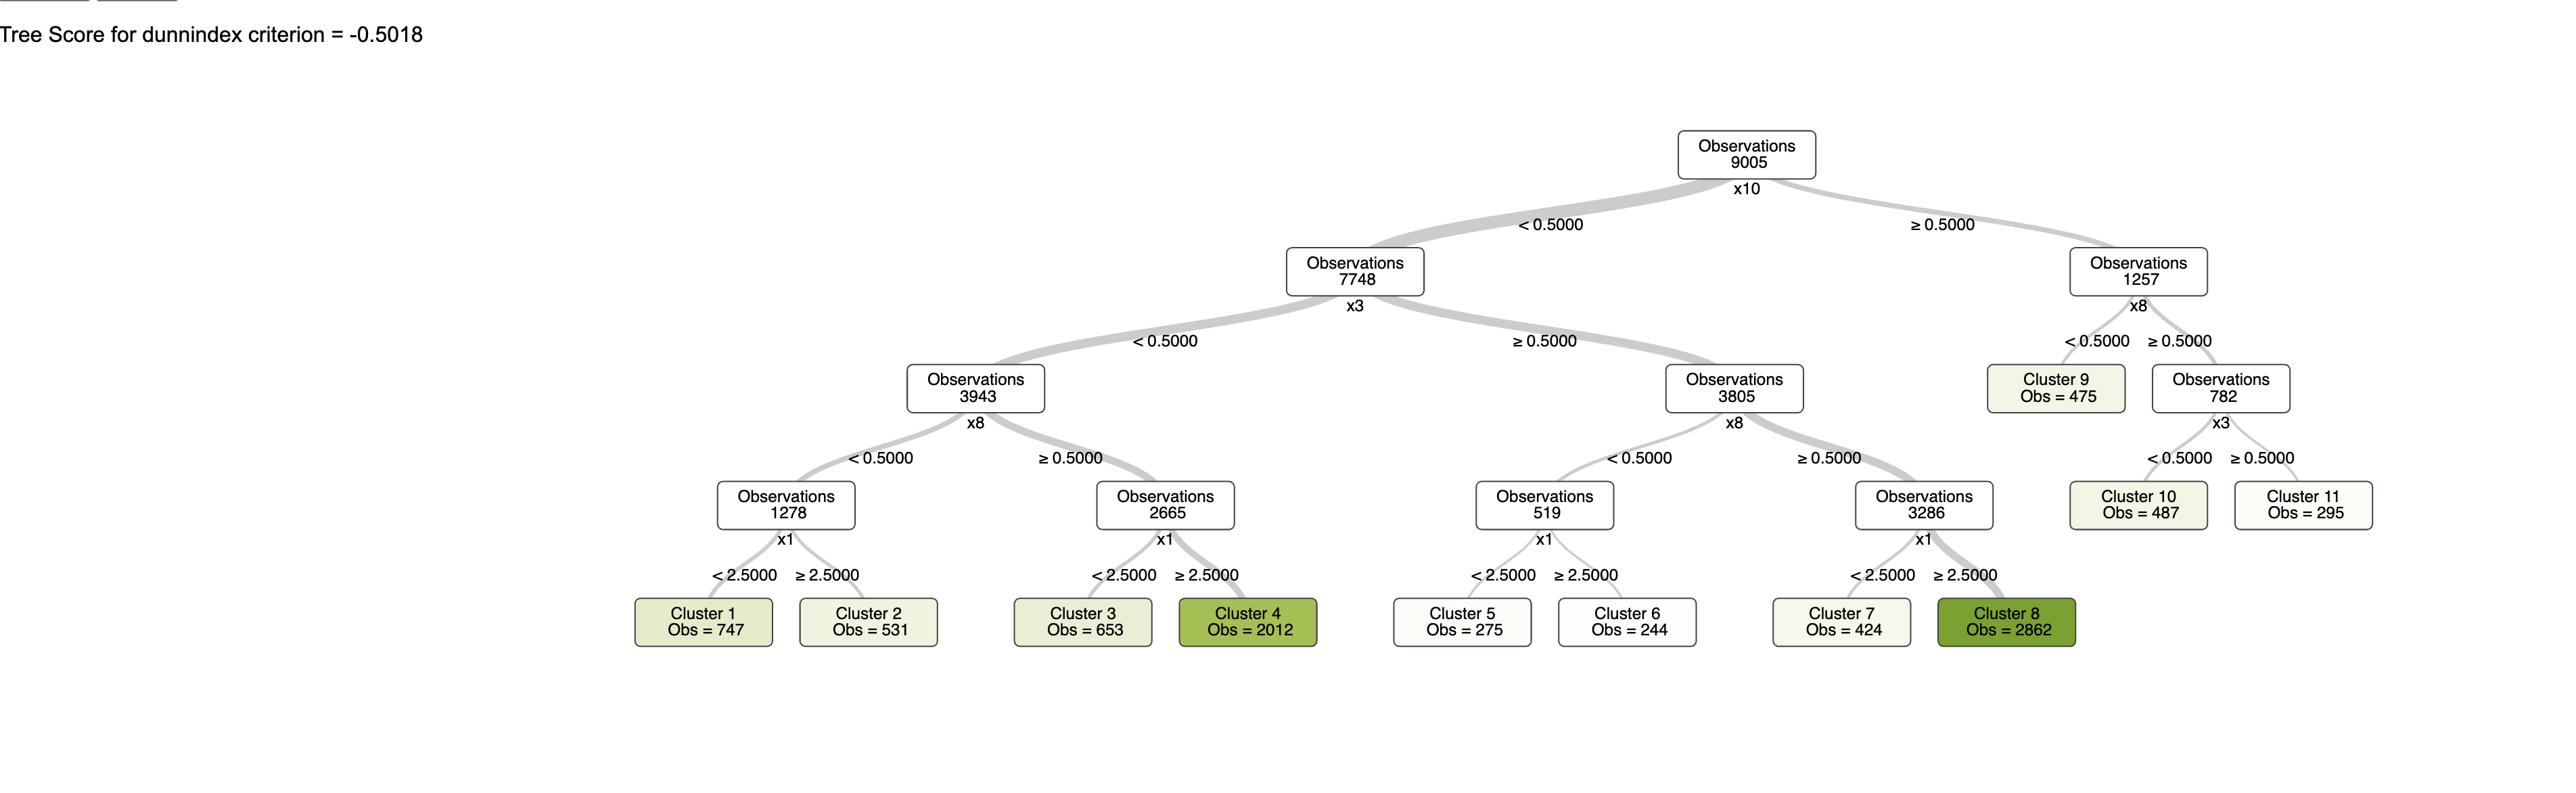 Tree Score for dunnindex criterion = -0.5018
Observations
9005
x10
< 0.5000
≥ 0.5000
Observations
7748
x3
Observations
1257
x8
< 0.5000
≥ 0.5000
< 0.5000
≥ 0.5000
Observations
3943
x8
Observations
3805
x8
Cluster 9
Obs = 475
Observations
782
x3
< 0.5000
≥ 0.5000
< 0.5000
≥ 0.5000
< 0.5000
≥ 0.5000
Observations
1278
x1
Observations
2665
x1
Observations
519
x1
Observations
3286
x1
Cluster 10
Obs = 487
Cluster 11
Obs = 295
< 2.5000
≥ 2.5000
< 2.5000
≥ 2.5000
< 2.5000
≥ 2.5000
< 2.5000
≥ 2.5000
Cluster 1
Obs = 747
Cluster 2
Obs = 531
Cluster 3
Obs = 653
Cluster 4
Obs = 2012
Cluster 5
Obs = 275
Cluster 6
Obs = 244
Cluster 7
Obs = 424
Cluster 8
Obs = 2862